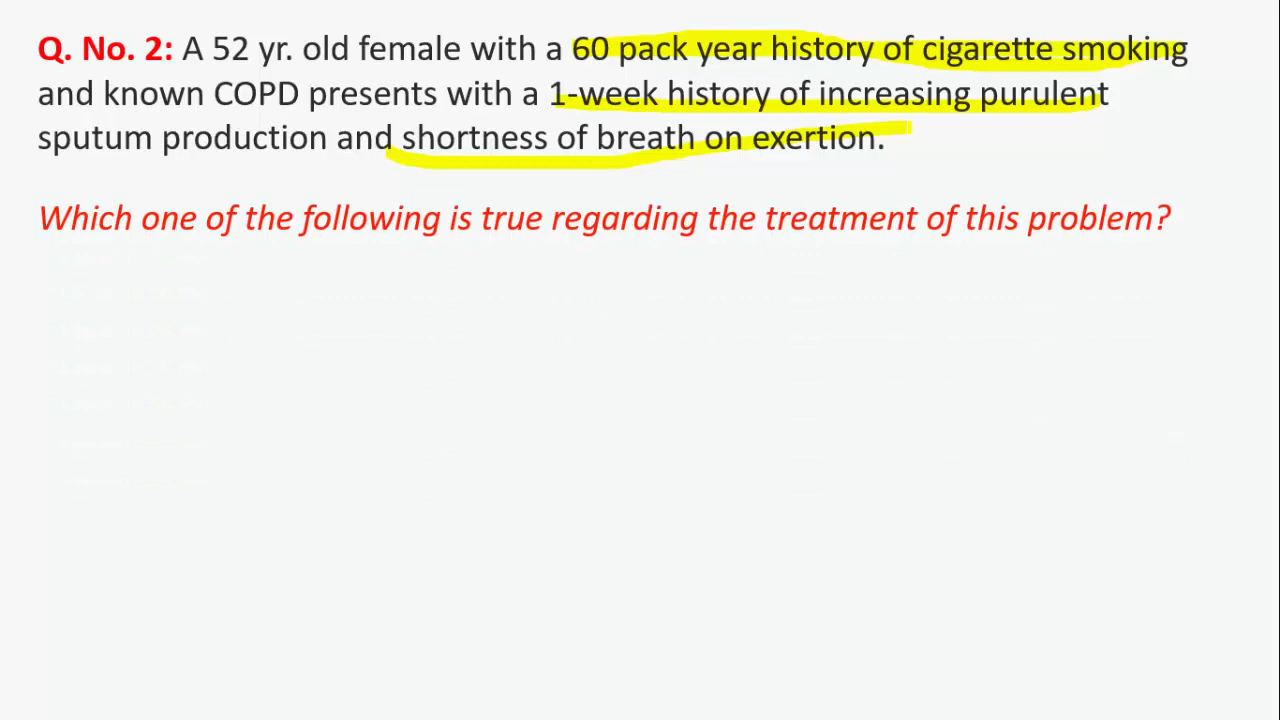 Q. No. 2: A 52 yr. old female with a 60 pack year history of cigarette smoking
and known COPD presents with a 1-week history of increasing purulent
sputum production and shortness of breath on exertion.
Which one of the following is true regarding the treatment of this problem?